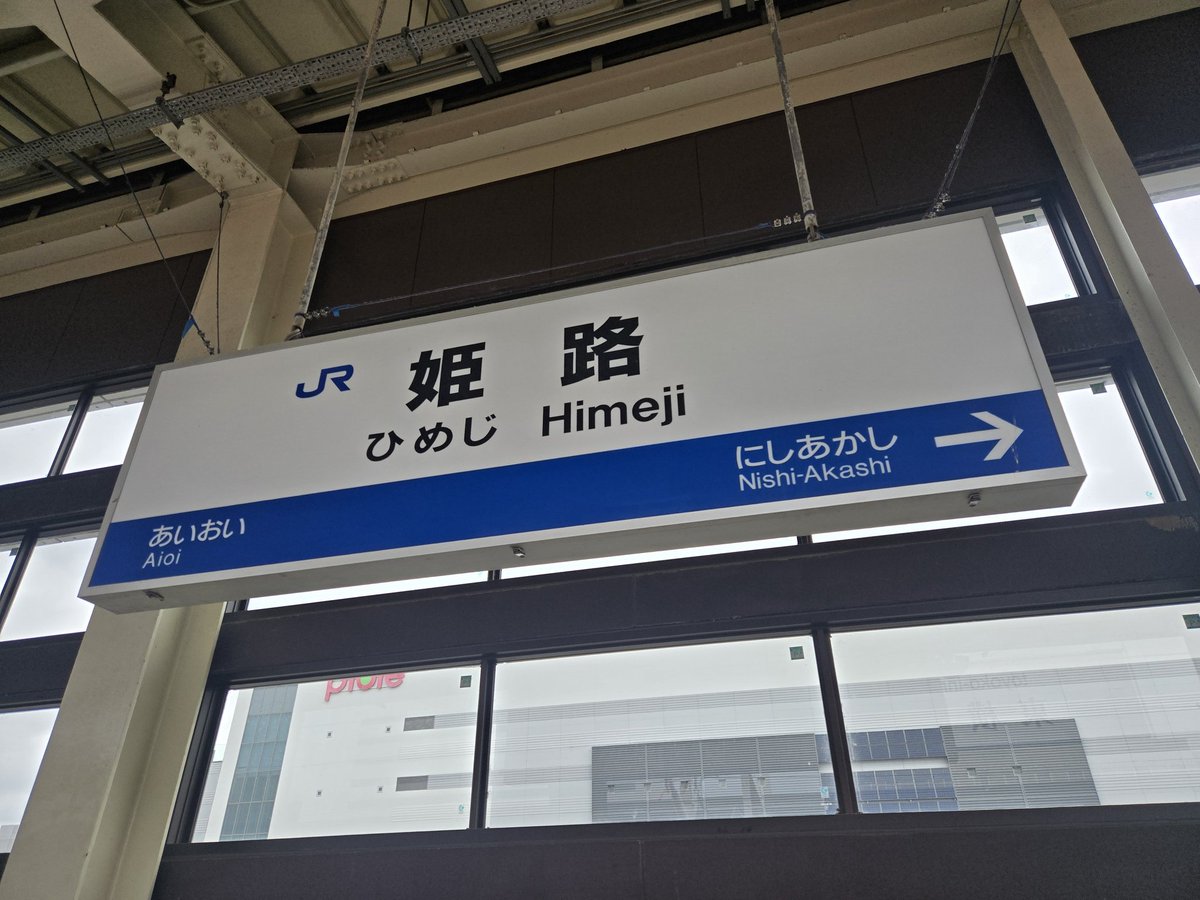 JR 姫路
ひめじ Himeji
にしあかし
Nishi-Akashi
あいおい
Aioi
piole